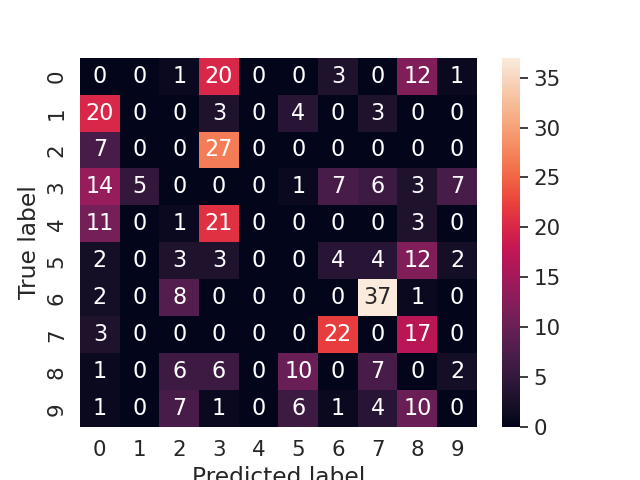 0 0 0 1 20 0 0 3 0 12 1
1 20 0 0 3 0 4 0 3 0 0
2 7 0 0 27 0 0 0 0 0 0
3 14 5 0 0 0 1 7 6 3 7
4 11 0 1 21 0 0 0 0 3 0
5 2 0 3 3 0 0 4 4 12 2
6 2 0 8 0 0 0 0 37 1 0
7 3 0 0 0 0 0 22 0 17 0
8 1 0 6 6 0 10 0 7 0 2
9 1 0 7 1 0 6 1 4 10 0
0 1 2 3 4 5 6 7 8 9
True label
Predicted label
35
30
25
20
15
10
5
0